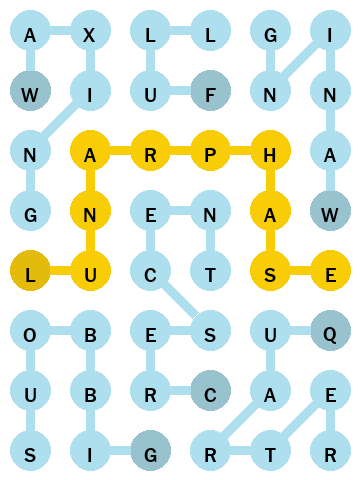 A X L L G I
W I U F N N
N A R P H A
G N E N A W
L U C T S E
O B E S U Q
U B R C A E
S I G R T R